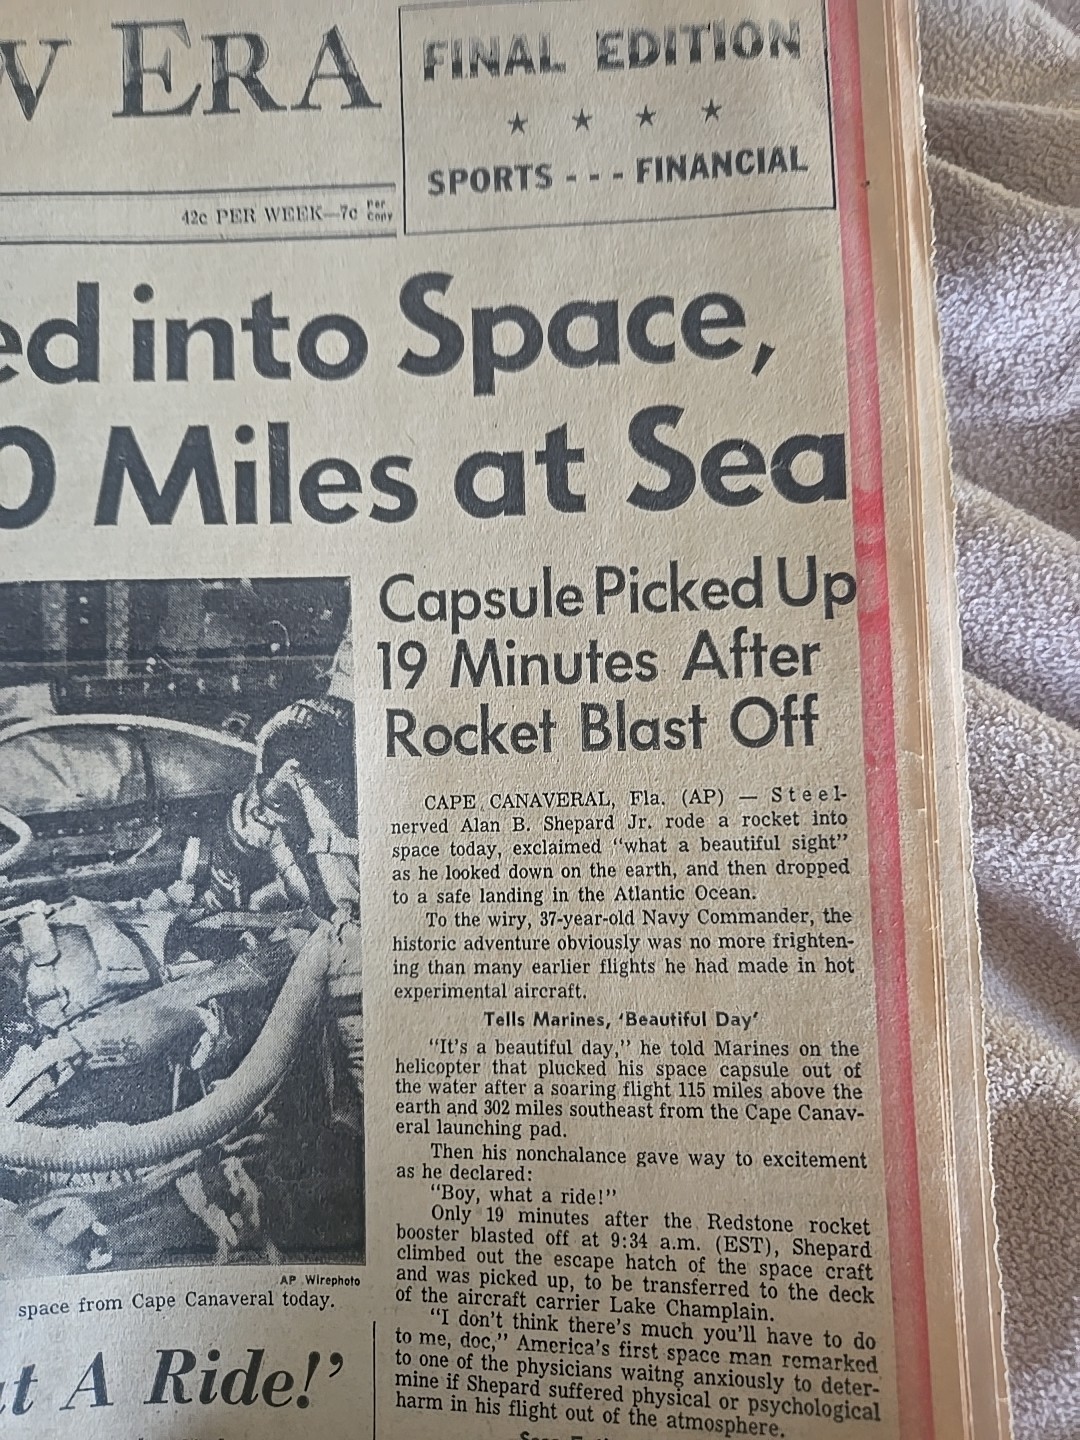 ERA
FINAL EDITION
★ ★ ★ ★
SPORTS - - - FINANCIAL
42c PER WEEK—7c Per Copy
ed into Space,
0 Miles at Sea
Capsule Picked Up
19 Minutes After
Rocket Blast Off
CAPE CANAVERAL, Fla. (AP) — Steel-
nerved Alan B. Shepard Jr. rode a rocket into
space today, exclaimed “what a beautiful sight”
as he looked down on the earth, and then dropped
to a safe landing in the Atlantic Ocean.
To the wiry, 37-year-old Navy Commander, the
historic adventure obviously was no more frighten-
ing than many earlier flights he had made in hot
experimental aircraft.
Tells Marines, ‘Beautiful Day’
“It's a beautiful day,” he told Marines on the
helicopter that plucked his space capsule out of
the water after a soaring flight 115 miles above the
earth and 302 miles southeast from the Cape Canav-
eral launching pad.
Then his nonchalance gave way to excitement
as he declared:
“Boy, what a ride!”
Only 19 minutes after the Redstone rocket
booster blasted off at 9:34 a.m. (EST), Shepard
climbed out the escape hatch of the space craft
and was picked up, to be transferred to the deck
of the aircraft carrier Lake Champlain.
“I don't think there's much you'll have to do
to me, doc,” America's first space man remarked
to one of the physicians waitng anxiously to deter-
mine if Shepard suffered physical or psychological
harm in his flight out of the atmosphere.
AP Wirephoto
space from Cape Canaveral today.
t A Ride!’